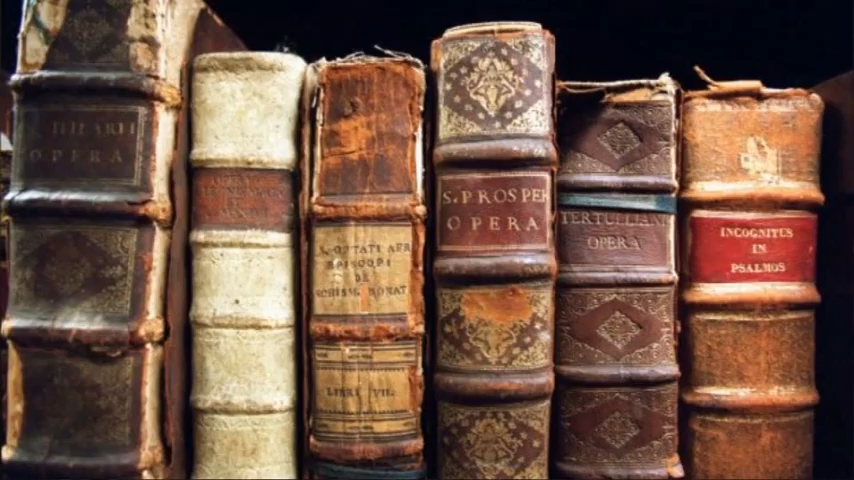 HILARII
OPERA
S. OPTATI AFR
EPISCOPI
DE
SCHISM. DONAT
LIBRI VII.
S. PROSPER
OPERA
TERTULLIANI
OPERA
INCOGNITUS
IN
PSALMOS